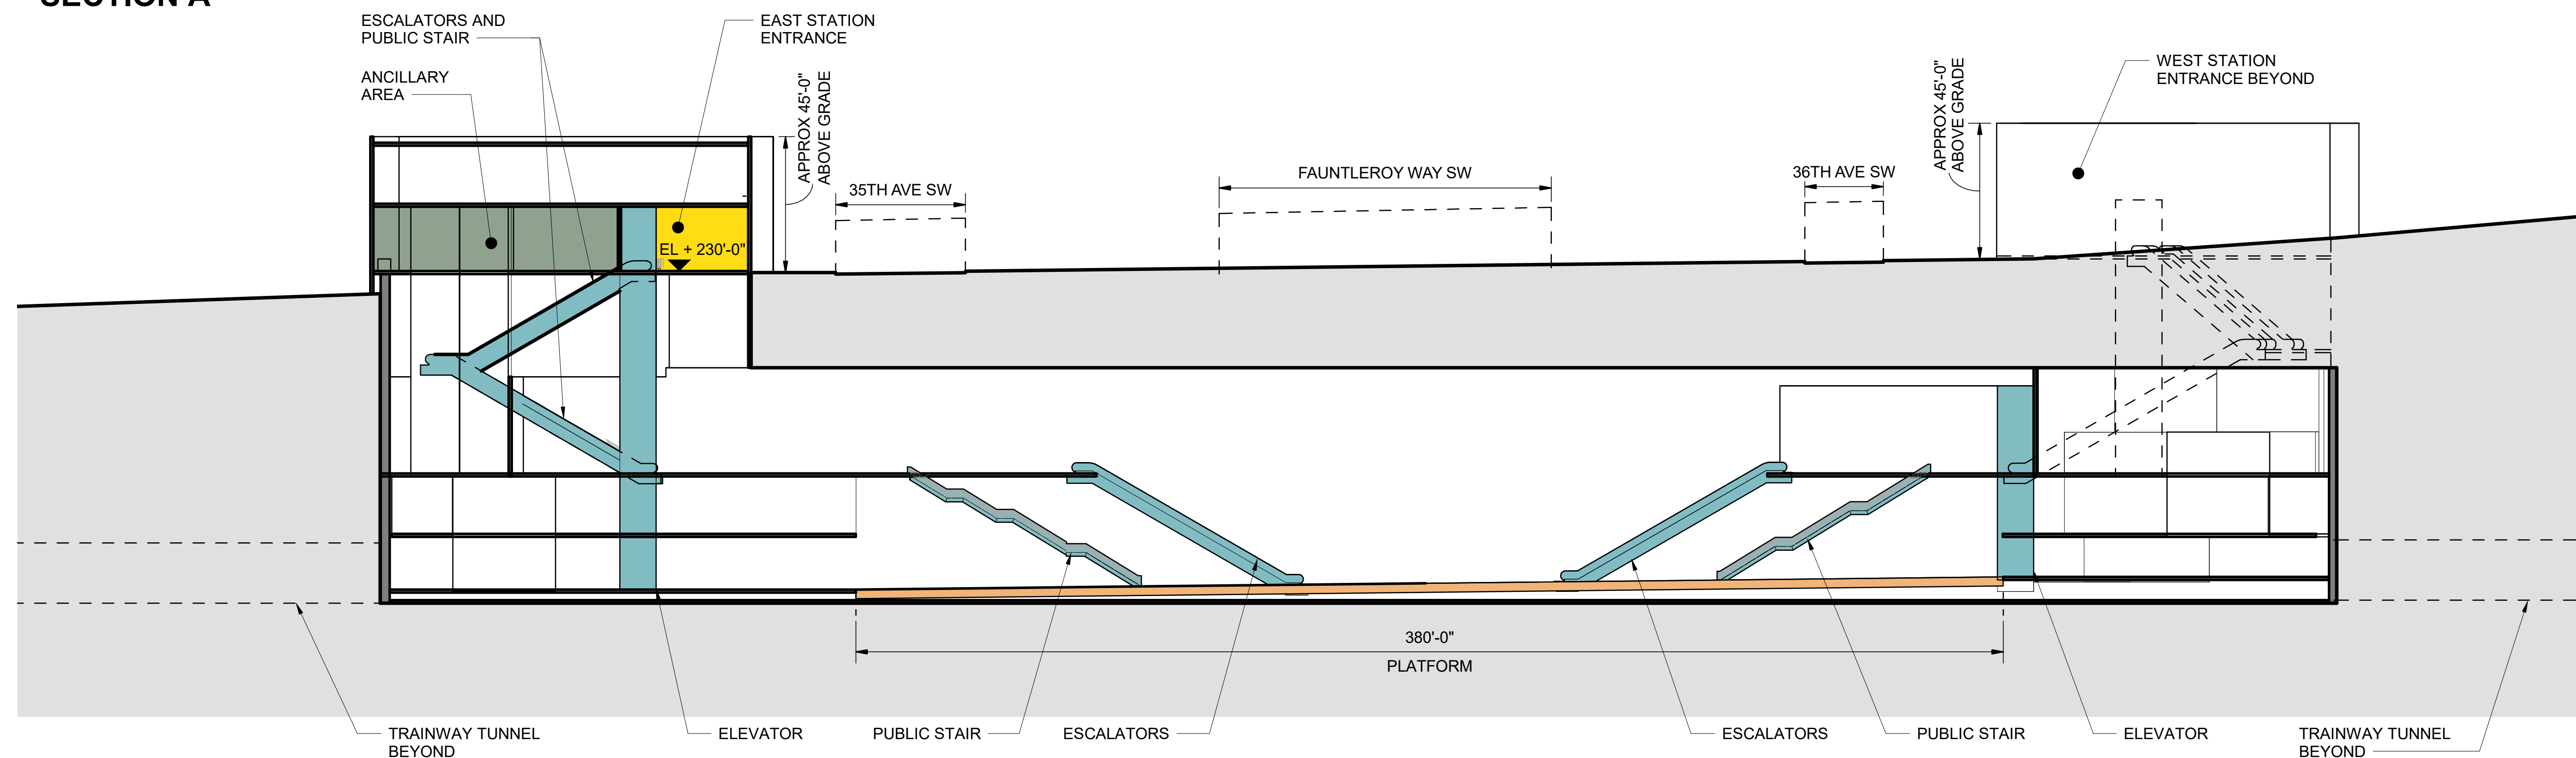 SECTION A
ESCALATORS AND
PUBLIC STAIR
EAST STATION
ENTRANCE
ANCILLARY
AREA
APPROX 45'-0"
ABOVE GRADE
35TH AVE SW
FAUNTLEROY WAY SW
36TH AVE SW
APPROX 45'-0"
ABOVE GRADE
WEST STATION
ENTRANCE BEYOND
EL + 230'-0"
380'-0"
PLATFORM
TRAINWAY TUNNEL
BEYOND
ELEVATOR
PUBLIC STAIR
ESCALATORS
ESCALATORS
PUBLIC STAIR
ELEVATOR
TRAINWAY TUNNEL
BEYOND